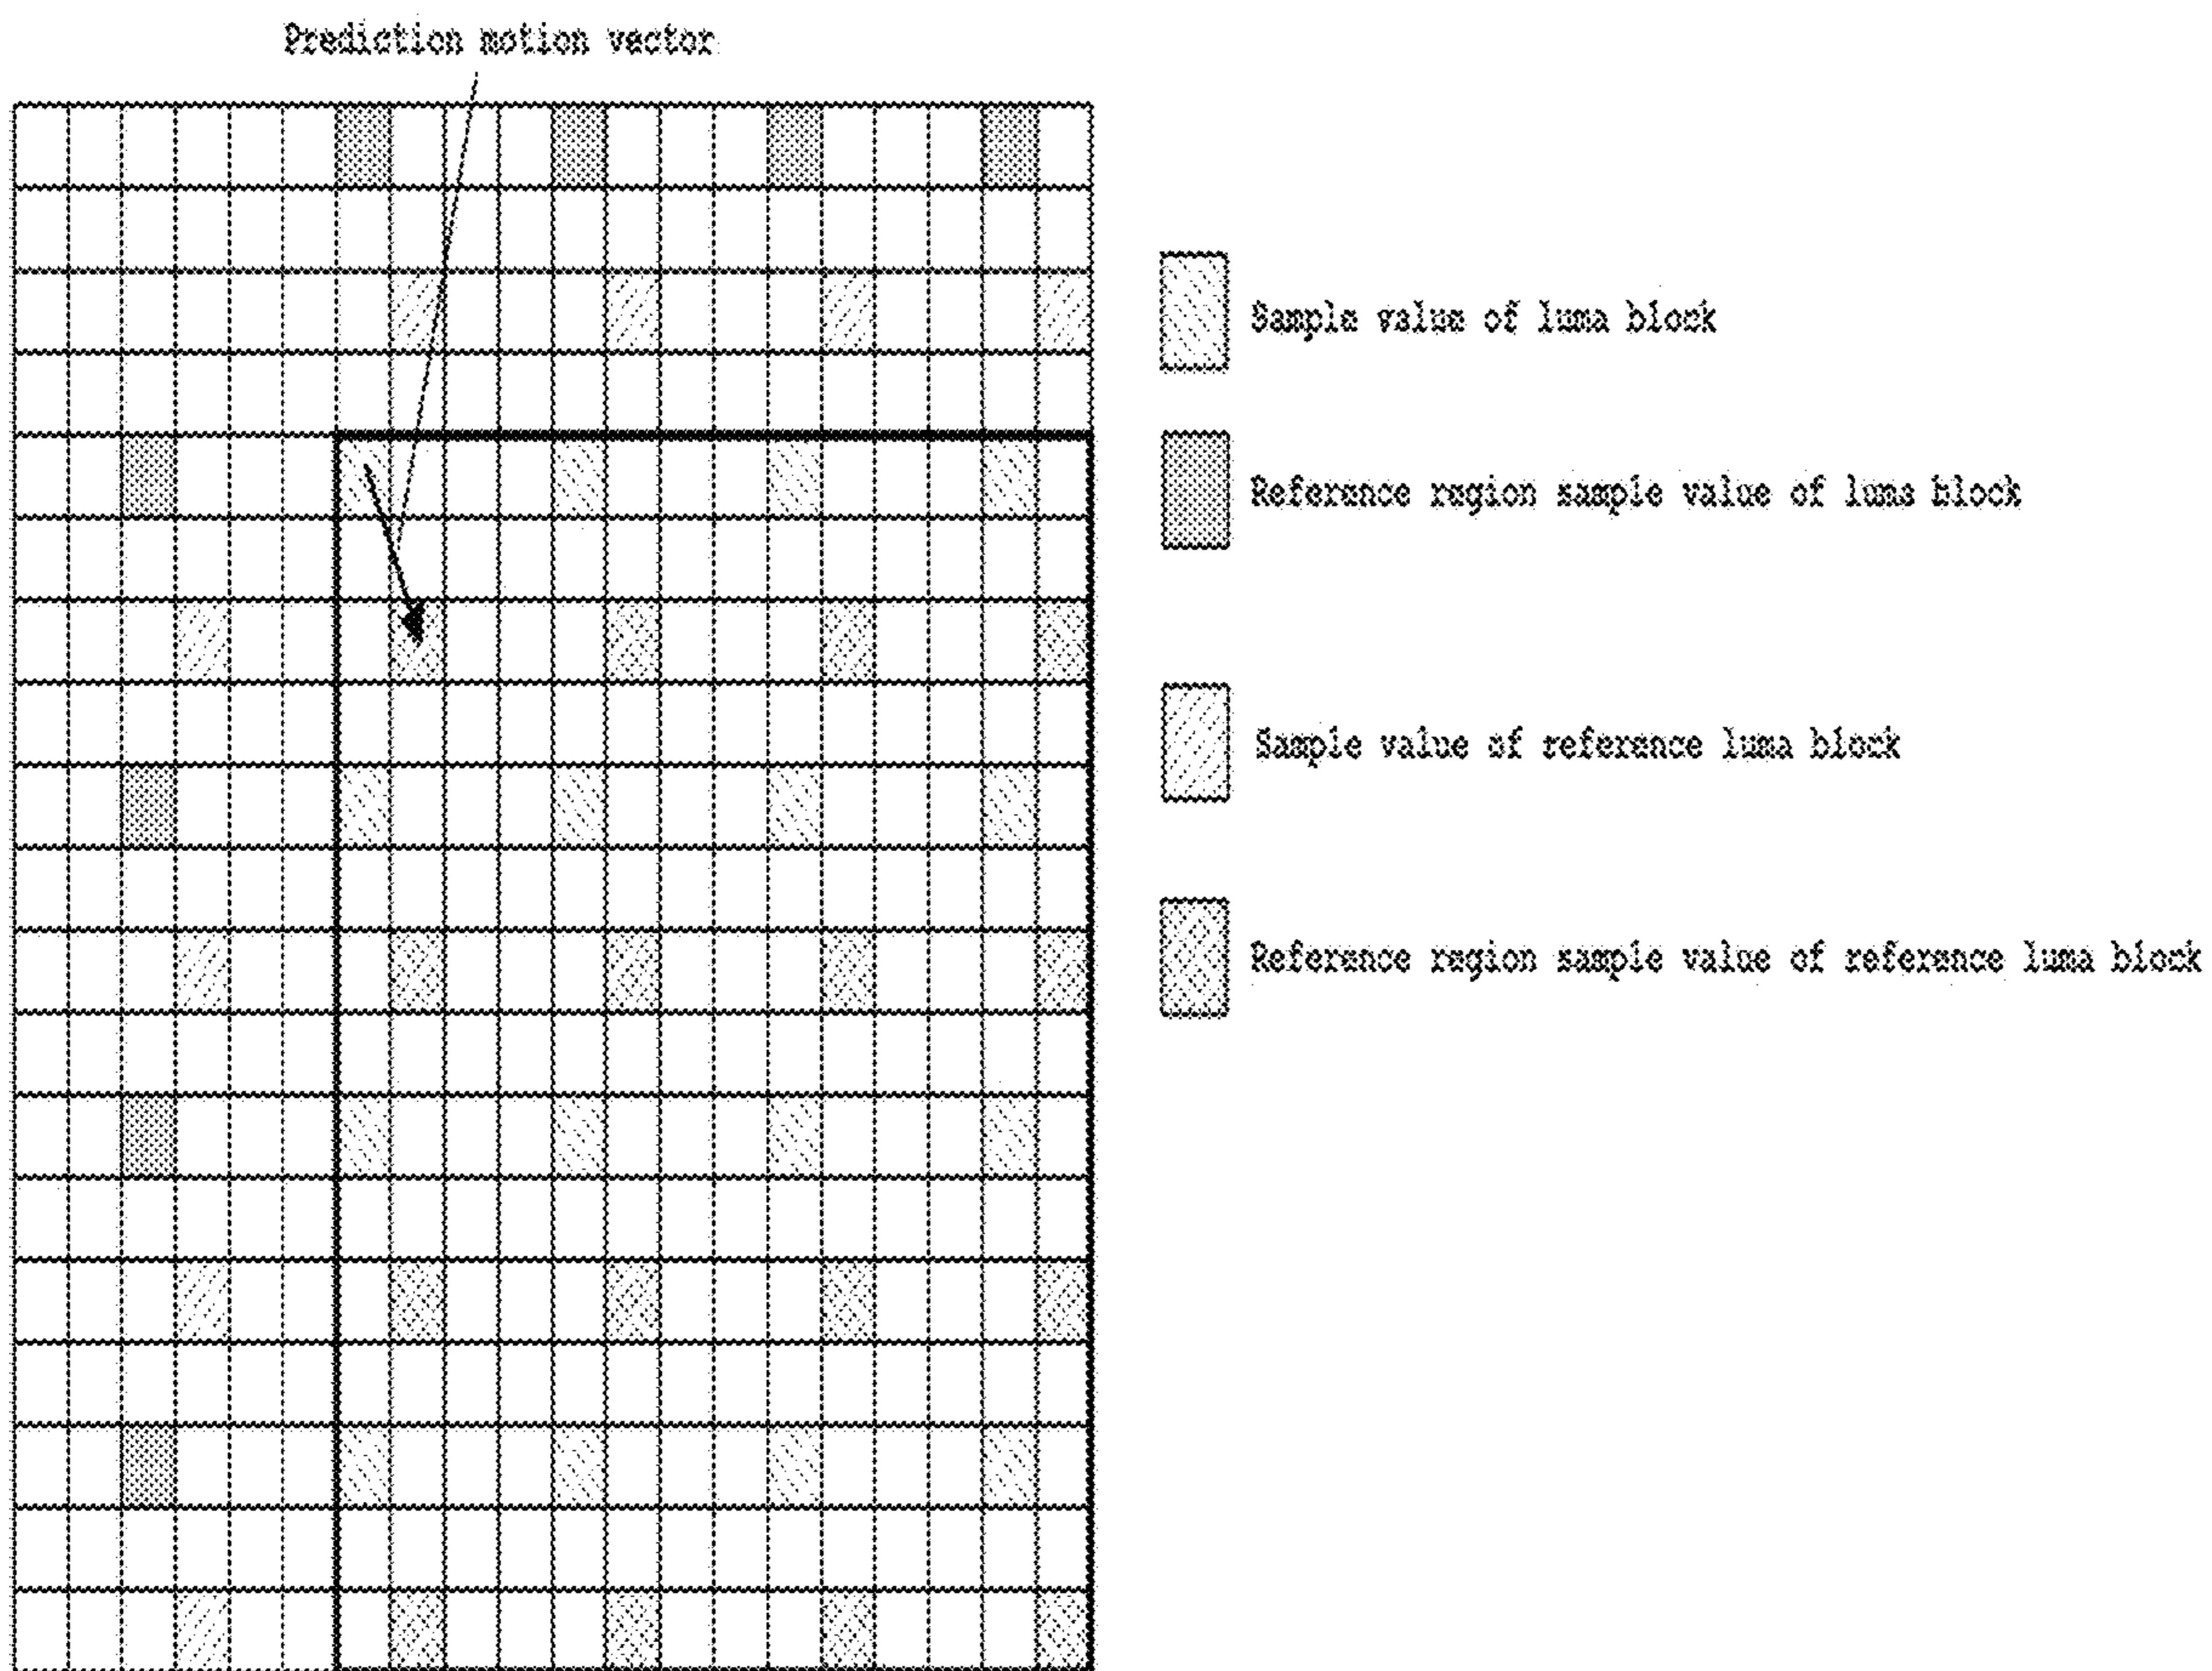 Prediction motion vector
Sample value of luma block
Reference region sample value of luma block
Sample value of reference luma block
Reference region sample value of reference luma block